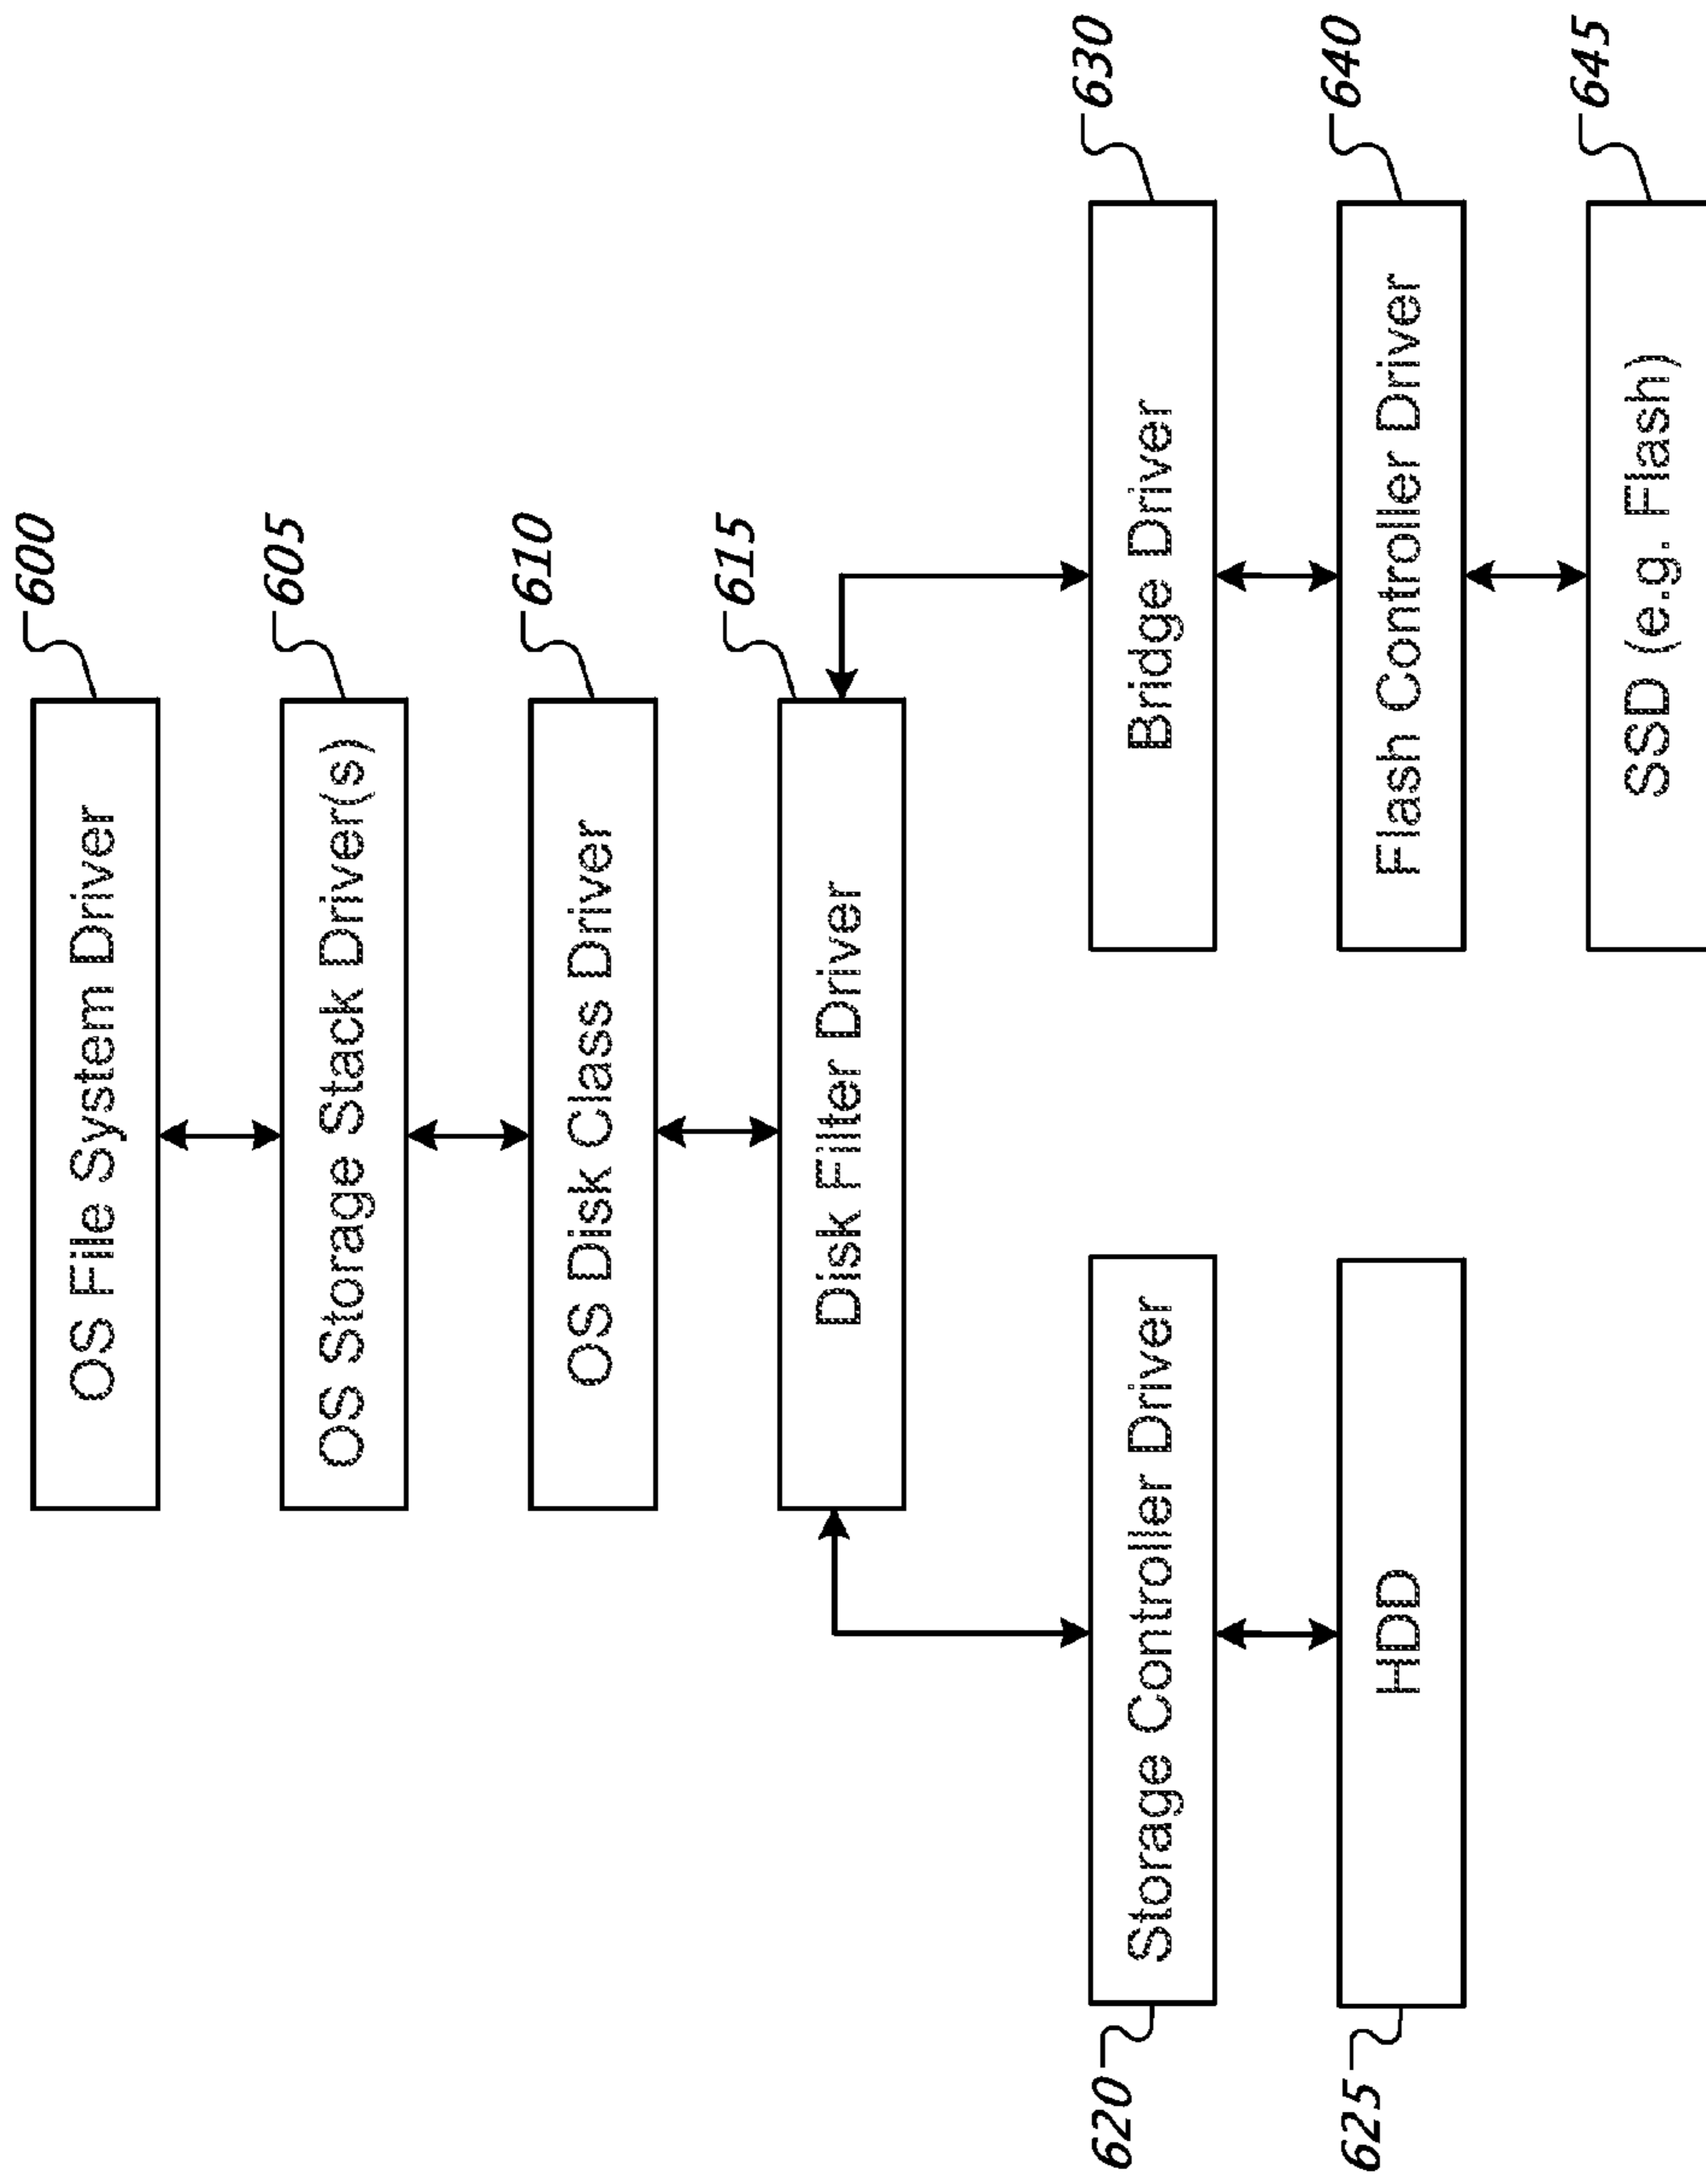 OS File System Driver
600
OS Storage Stack Driver(s)
605
OS Disk Class Driver
610
Disk Filter Driver
615
620
Storage Controller Driver
Bridge Driver
630
625
HDD
Flash Controller Driver
640
SSD (e.g. Flash)
645